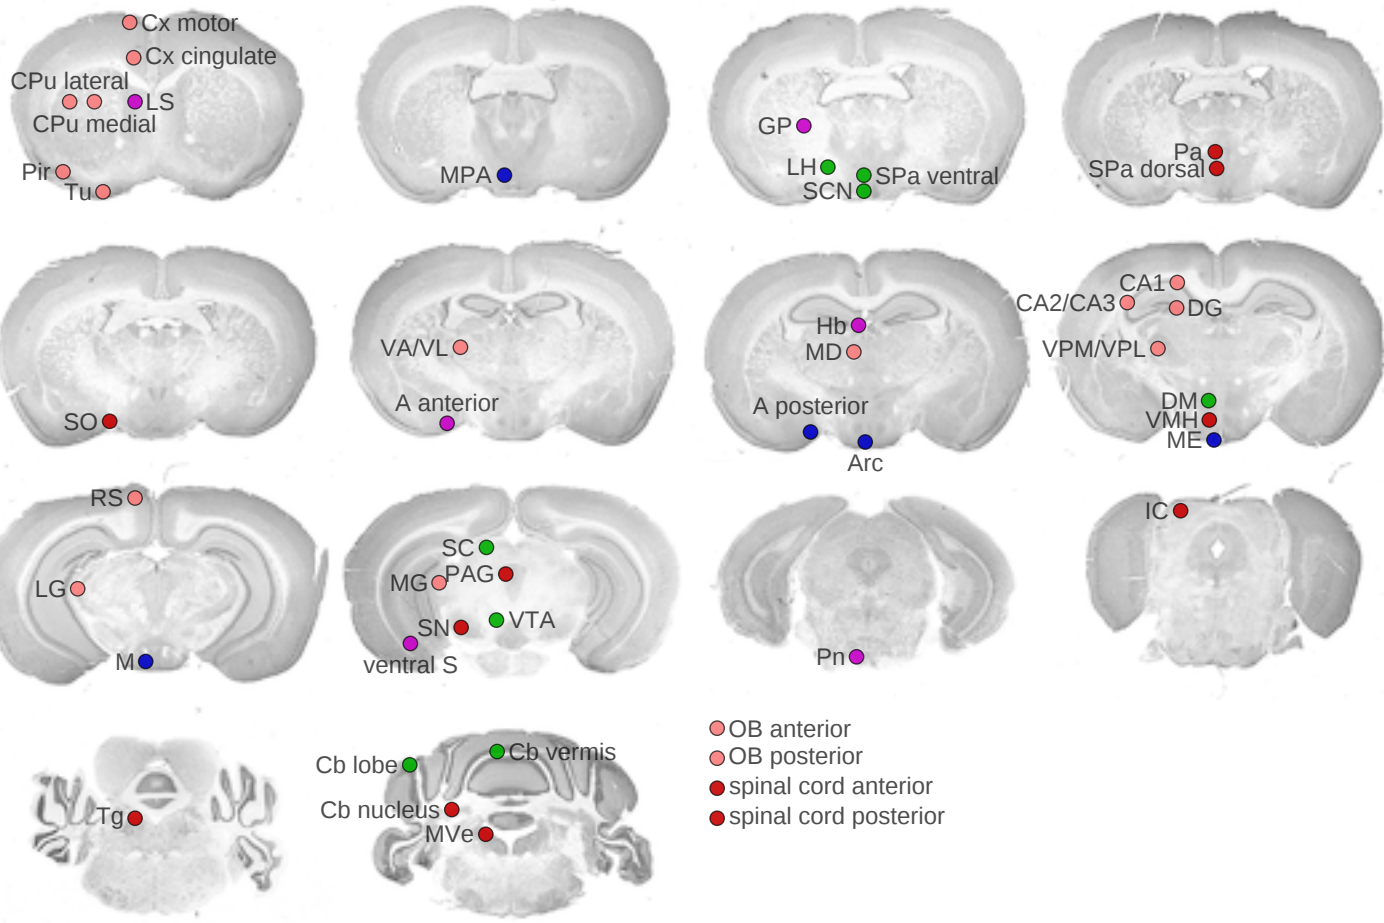 Cx motor
Cx cingulate
CPu lateral
LS
CPu medial
Pir
Tu
MPA
GP
LH
SPa ventral
SCN
Pa
SPa dorsal
SO
VA/VL
A anterior
Hb
MD
A posterior
Arc
CA1
CA2/CA3
DG
VPM/VPL
DM
VMH
ME
RS
LG
M
SC
MG
PAG
SN
VTA
ventral S
Pn
IC
Tg
Cb lobe
Cb vermis
Cb nucleus
MVe
OB anterior
OB posterior
spinal cord anterior
spinal cord posterior